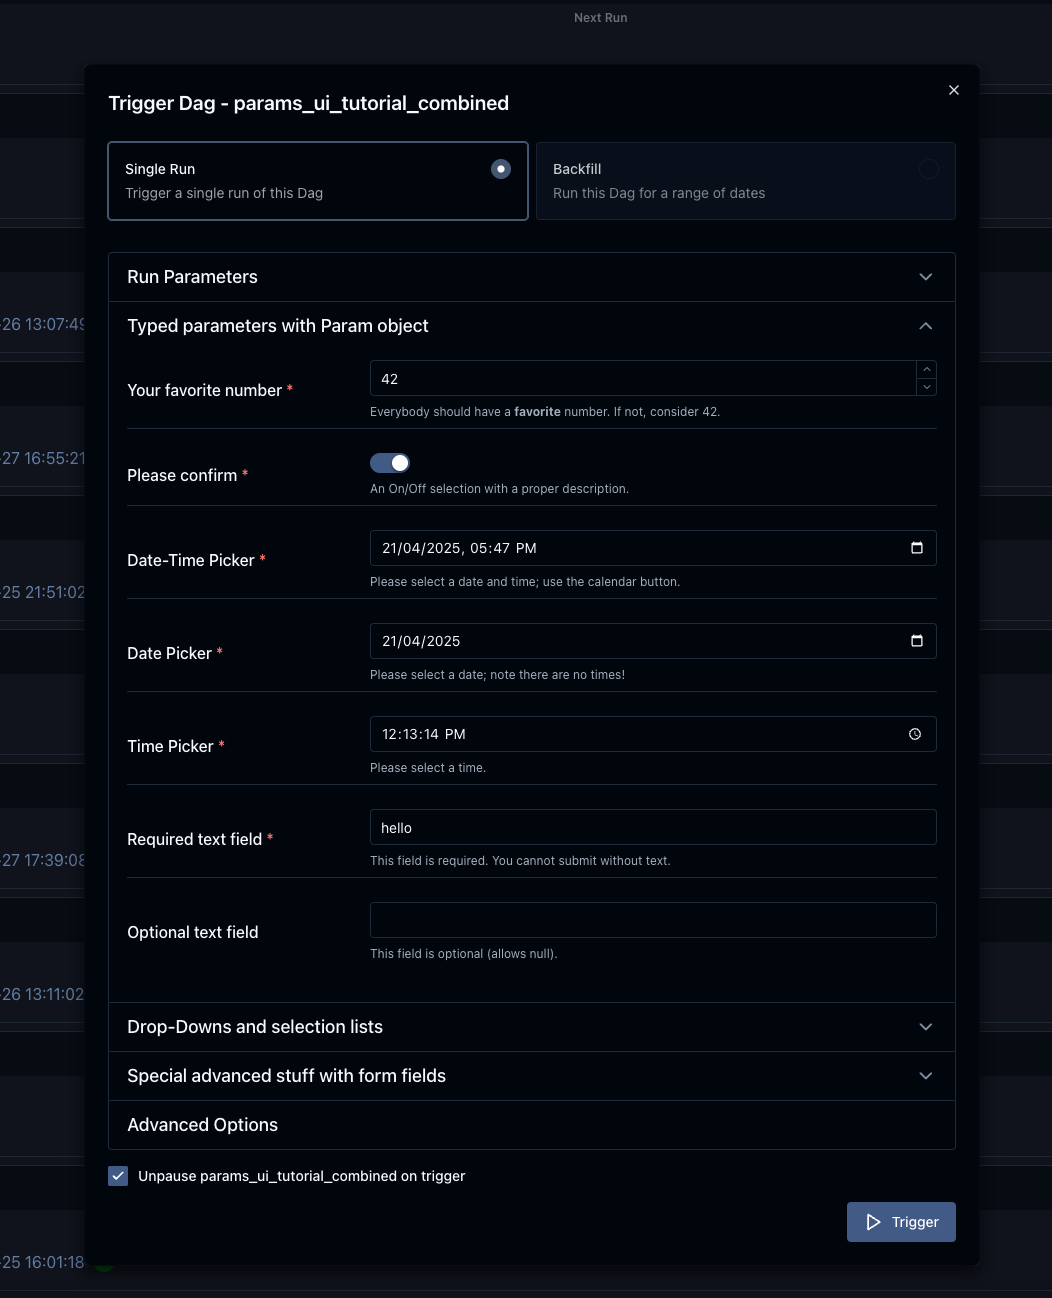 Next Run
Trigger Dag - params_ui_tutorial_combined
Single Run
Trigger a single run of this Dag
Backfill
Run this Dag for a range of dates
Run Parameters
-26 13:07:49
Typed parameters with Param object
Your favorite number *
42
Everybody should have a favorite number. If not, consider 42.
-27 16:55:21
Please confirm *
An On/Off selection with a proper description.
Date-Time Picker *
21/04/2025, 05:47 PM
Please select a date and time; use the calendar button.
-25 21:51:02
Date Picker *
21/04/2025
Please select a date; note there are no times!
Time Picker *
12:13:14 PM
Please select a time.
Required text field *
hello
This field is required. You cannot submit without text.
-27 17:39:08
Optional text field
This field is optional (allows null).
-26 13:11:02
Drop-Downs and selection lists
Special advanced stuff with form fields
Advanced Options
Unpause params_ui_tutorial_combined on trigger
Trigger
-25 16:01:18